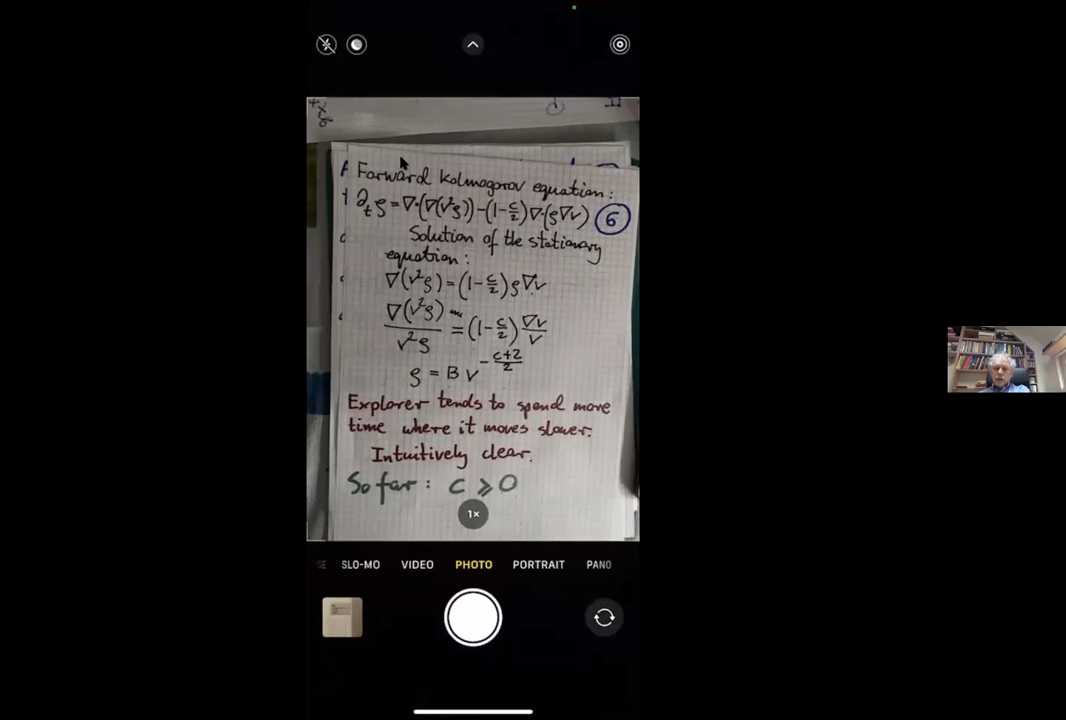 Forward Kolmogorov equation:
∂ₜρ = ∇·(∇(v²ρ)) − (1 − c/2)∇·(ρ∇v)
6
Solution of the stationary
equation:
∇(v²ρ) = (1 − c/2)ρ∇v
∇(v²ρ)/v²ρ = (1 − c/2) ∇v/v
ρ = B v^(−(c+2)/2)
Explorer tends to spend more
time where it moves slower.
Intuitively clear.
So far: c ⩾ 0
1×
SLO-MO VIDEO PHOTO PORTRAIT PANO